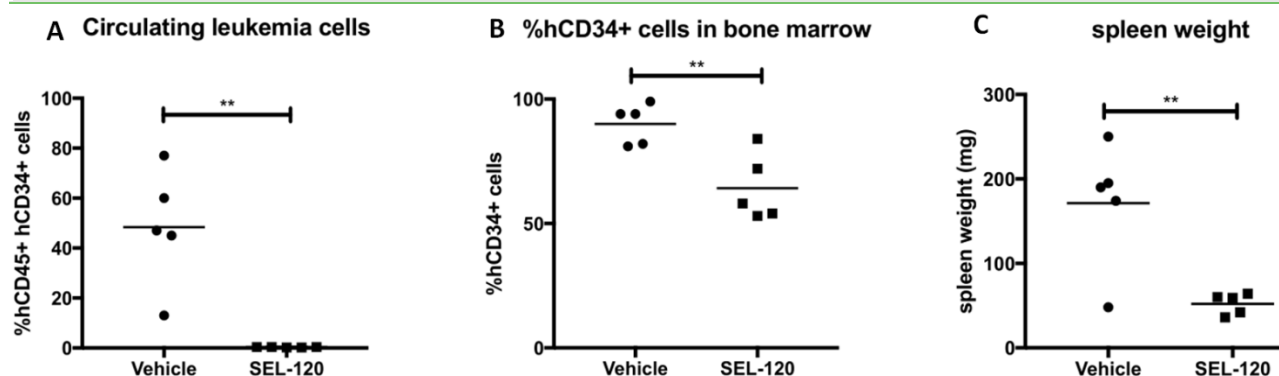 A Circulating leukemia cells
**
%hCD45+ hCD34+ cells
100
80
60
40
20
0
Vehicle SEL-120
B %hCD34+ cells in bone marrow
**
%hCD34+ cells
100
50
0
Vehicle SEL-120
C spleen weight
**
spleen weight (mg)
300
200
100
0
Vehicle SEL-120